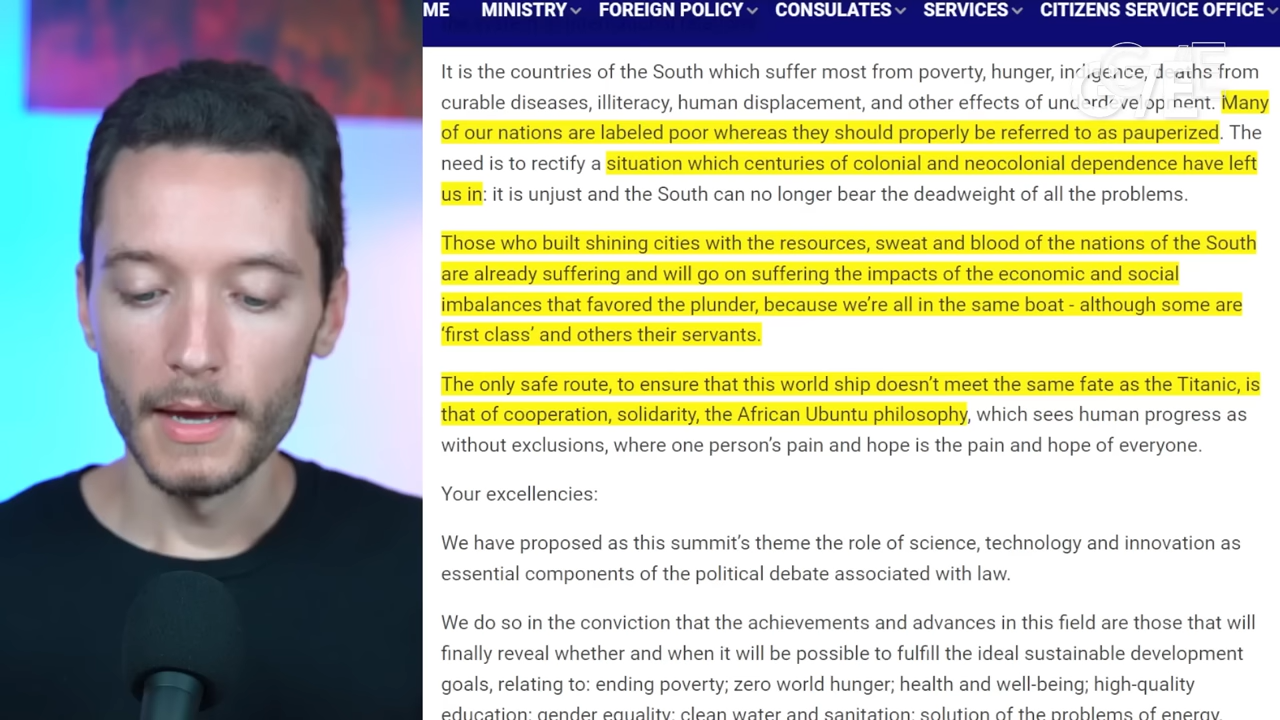 ME MINISTRY FOREIGN POLICY CONSULATES SERVICES CITIZENS SERVICE OFFICE
It is the countries of the South which suffer most from poverty, hunger, indigence, deaths from
curable diseases, illiteracy, human displacement, and other effects of underdevelopment. Many
of our nations are labeled poor whereas they should properly be referred to as pauperized. The
need is to rectify a situation which centuries of colonial and neocolonial dependence have left
us in: it is unjust and the South can no longer bear the deadweight of all the problems.
Those who built shining cities with the resources, sweat and blood of the nations of the South
are already suffering and will go on suffering the impacts of the economic and social
imbalances that favored the plunder, because we’re all in the same boat - although some are
‘first class’ and others their servants.
The only safe route, to ensure that this world ship doesn’t meet the same fate as the Titanic, is
that of cooperation, solidarity, the African Ubuntu philosophy, which sees human progress as
without exclusions, where one person’s pain and hope is the pain and hope of everyone.
Your excellencies:
We have proposed as this summit’s theme the role of science, technology and innovation as
essential components of the political debate associated with law.
We do so in the conviction that the achievements and advances in this field are those that will
finally reveal whether and when it will be possible to fulfill the ideal sustainable development
goals, relating to: ending poverty; zero world hunger; health and well-being; high-quality
education; gender equality; clean water and sanitation; solution of the problems of energy,